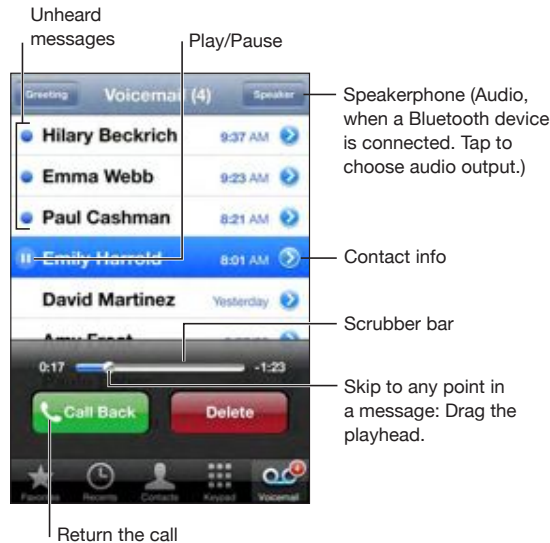 Unheard
messages
Play/Pause
Greeting Voicemail (4) Speaker
Speakerphone (Audio,
when a Bluetooth device
is connected. Tap to
choose audio output.)
Hilary Beckrich 9:37 AM
Emma Webb 9:23 AM
Paul Cashman 8:21 AM
Emily Harrold 8:01 AM
Contact info
David Martinez Yesterday
Scrubber bar
Amy Frost
0:17 -1:23
Skip to any point in
a message: Drag the
playhead.
Call Back Delete
Favorites Recents Contacts Keypad Voicemail
4
Return the call